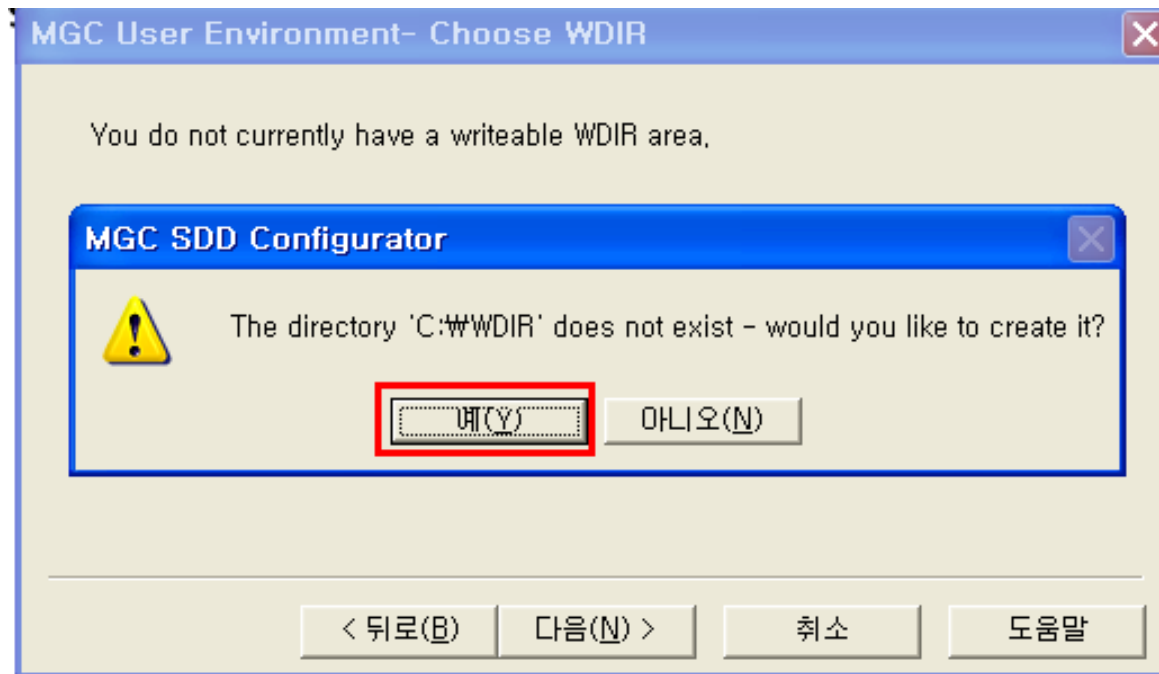 MGC User Environment- Choose WDIR
You do not currently have a writeable WDIR area,
MGC SDD Configurator
The directory 'C:₩WDIR' does not exist - would you like to create it?
예(Y)
아니오(N)
< 뒤로(B)
다음(N) >
취소
도움말